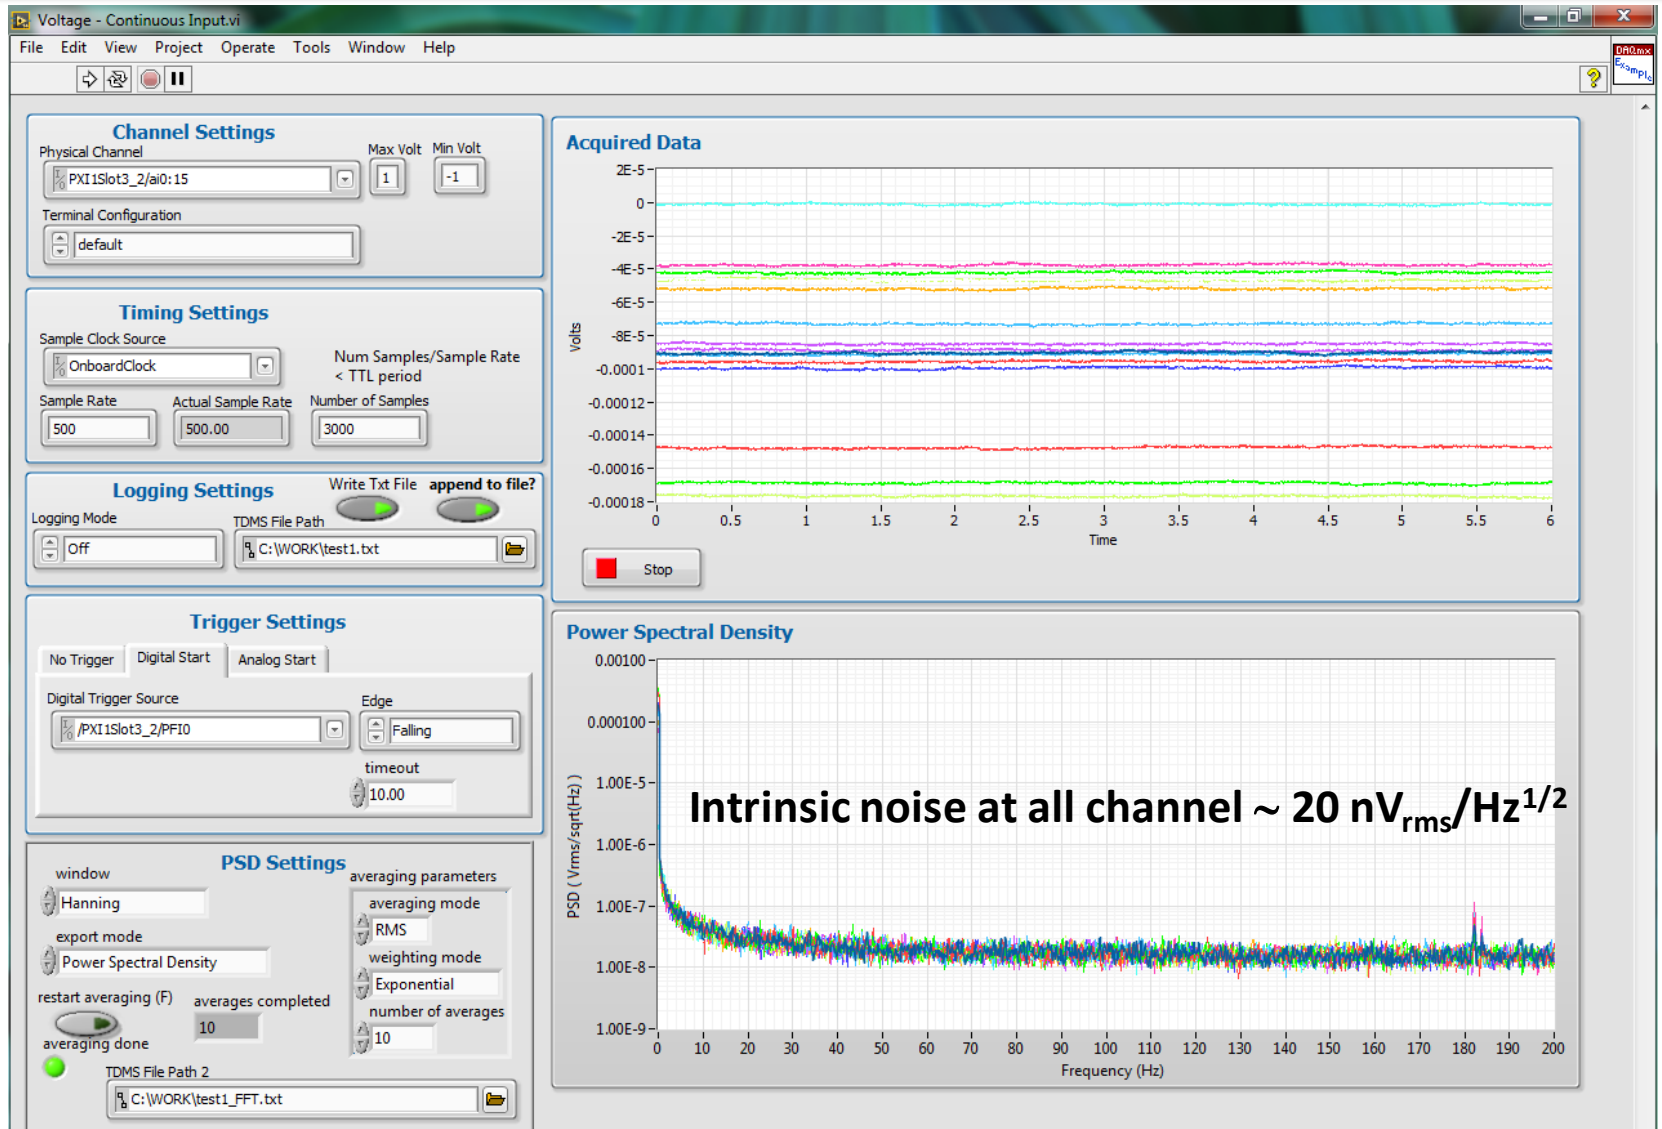 Voltage - Continuous Input.vi
File Edit View Project Operate Tools Window Help
DAQmx
Example
Channel Settings
Physical Channel
Max Volt
Min Volt
PXI1Slot3_2/ai0:15
1
-1
Terminal Configuration
default
Timing Settings
Sample Clock Source
OnboardClock
Num Samples/Sample Rate
< TTL period
Sample Rate
Actual Sample Rate
Number of Samples
500
500.00
3000
Logging Settings
Write Txt File
append to file?
Logging Mode
TDMS File Path
Off
C:\WORK\test1.txt
Trigger Settings
No Trigger
Digital Start
Analog Start
Digital Trigger Source
Edge
/PXI1Slot3_2/PFI0
Falling
timeout
10.00
PSD Settings
window
Hanning
export mode
Power Spectral Density
restart averaging (F)
averages completed
10
averaging done
averaging parameters
averaging mode
RMS
weighting mode
Exponential
number of averages
10
TDMS File Path 2
C:\WORK\test1_FFT.txt
Acquired Data
2E-5
0
-2E-5
-4E-5
-6E-5
-8E-5
-0.0001
-0.00012
-0.00014
-0.00016
-0.00018
Volts
0 0.5 1 1.5 2 2.5 3 3.5 4 4.5 5 5.5 6
Time
Stop
Power Spectral Density
0.00100
0.000100
1.00E-5
1.00E-6
1.00E-7
1.00E-8
1.00E-9
PSD ( Vrms/sqrt(Hz) )
Intrinsic noise at all channel ~ 20 nVrms/Hz1/2
0 10 20 30 40 50 60 70 80 90 100 110 120 130 140 150 160 170 180 190 200
Frequency (Hz)